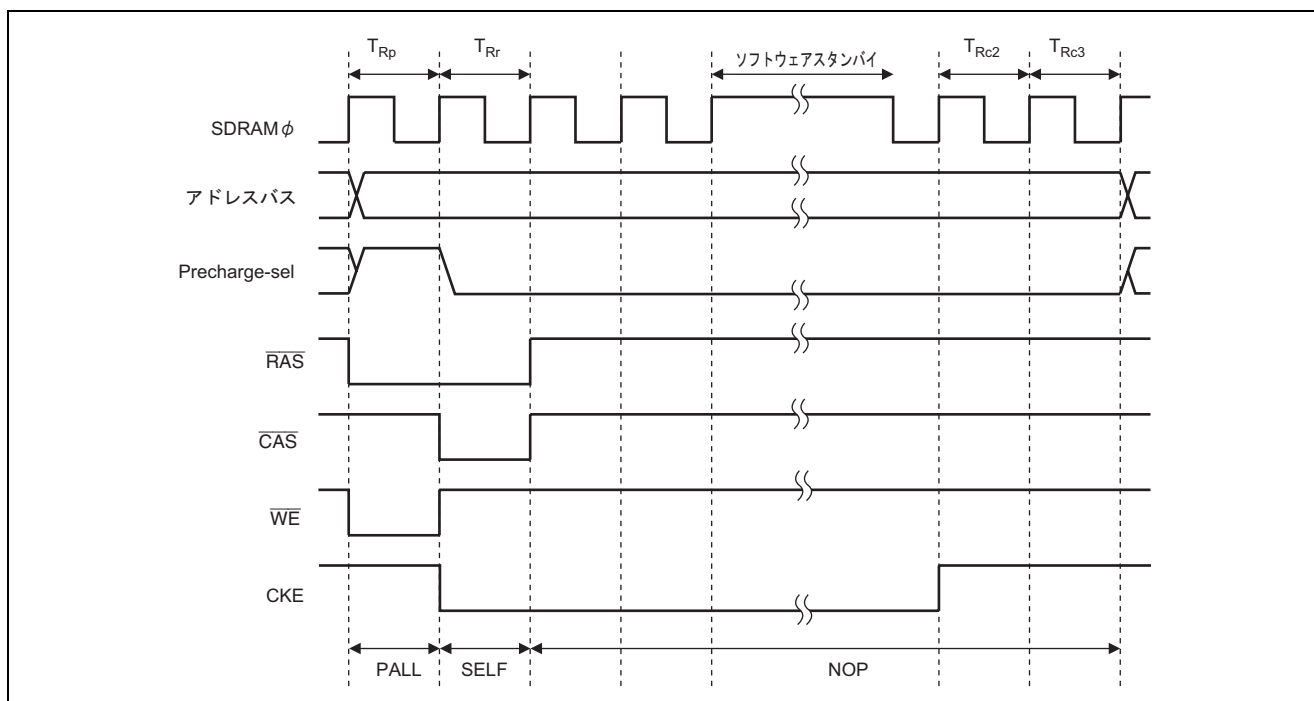 TRp TRr ソフトウェアスタンバイ TRc2 TRc3
SDRAMφ
アドレスバス
Precharge-sel
RAS
CAS
WE
CKE
PALL SELF NOP